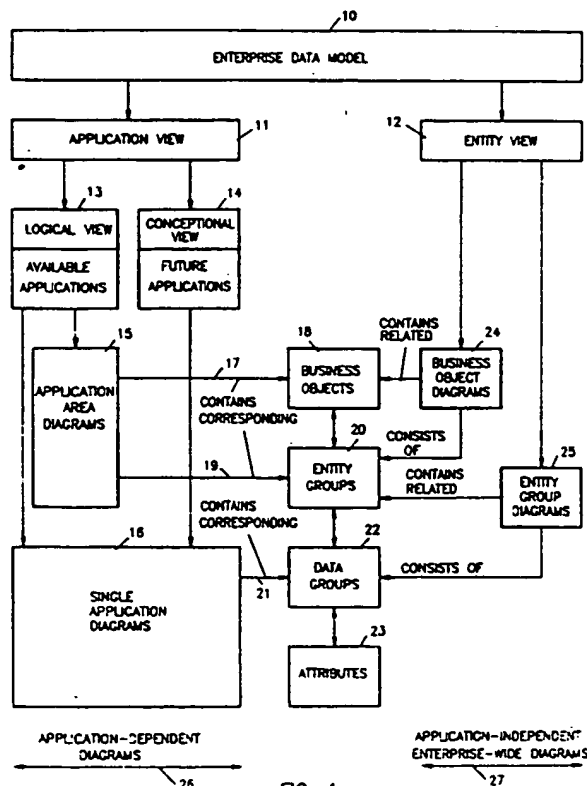 10
ENTERPRISE DATA MODEL
APPLICATION VIEW
11
12
ENTITY VIEW
13
LOGICAL VIEW
AVAILABLE
APPLICATIONS
14
CONCEPTIONAL
VIEW
FUTURE
APPLICATIONS
15
APPLICATION
AREA
DIAGRAMS
17
CONTAINS
CORRESPONDING
19
CONTAINS
CORRESPONDING
21
18
BUSINESS
OBJECTS
CONTAINS
RELATED
24
BUSINESS
OBJECT
DIAGRAMS
CONSISTS
OF
20
ENTITY
GROUPS
CONTAINS
RELATED
25
ENTITY
GROUP
DIAGRAMS
16
SINGLE
APPLICATION
DIAGRAMS
22
DATA
GROUPS
CONSISTS OF
23
ATTRIBUTES
APPLICATION-DEPENDENT
DIAGRAMS
26
APPLICATION-INDEPENDENT
ENTERPRISE-WIDE DIAGRAMS
27